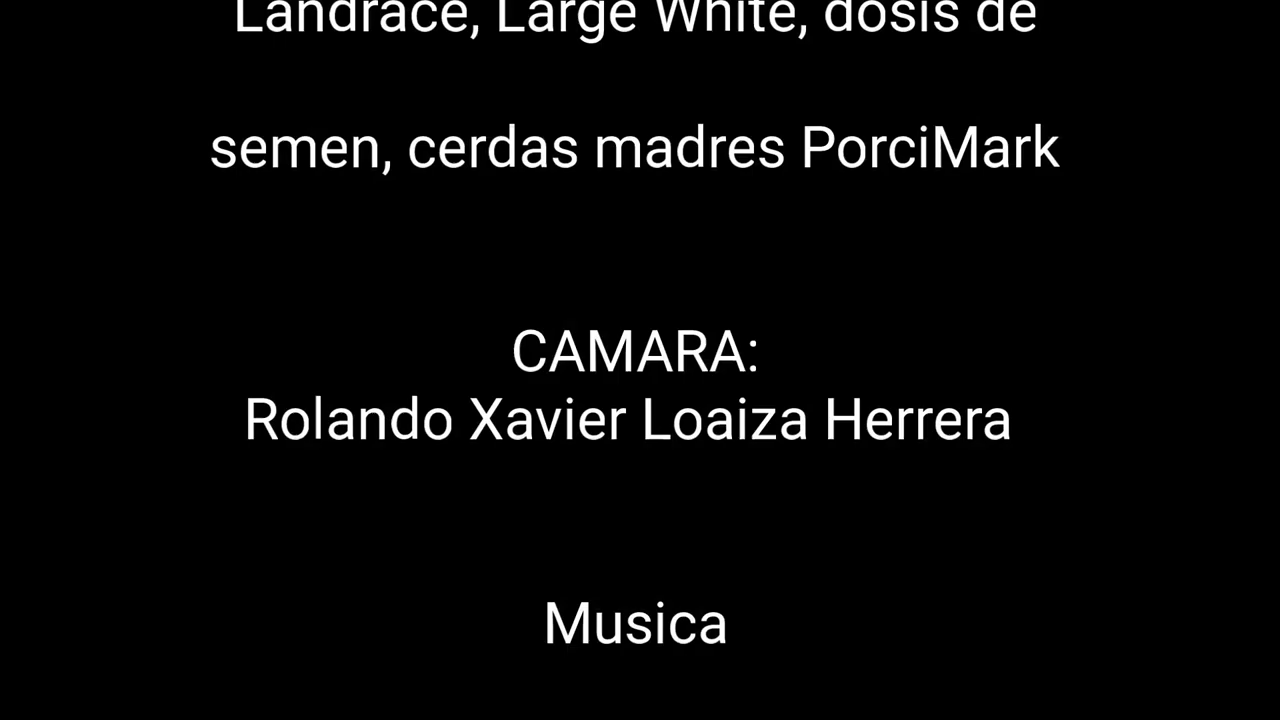 Landrace, Large White, dosis de
semen, cerdas madres PorciMark
CAMARA:
Rolando Xavier Loaiza Herrera
Musica